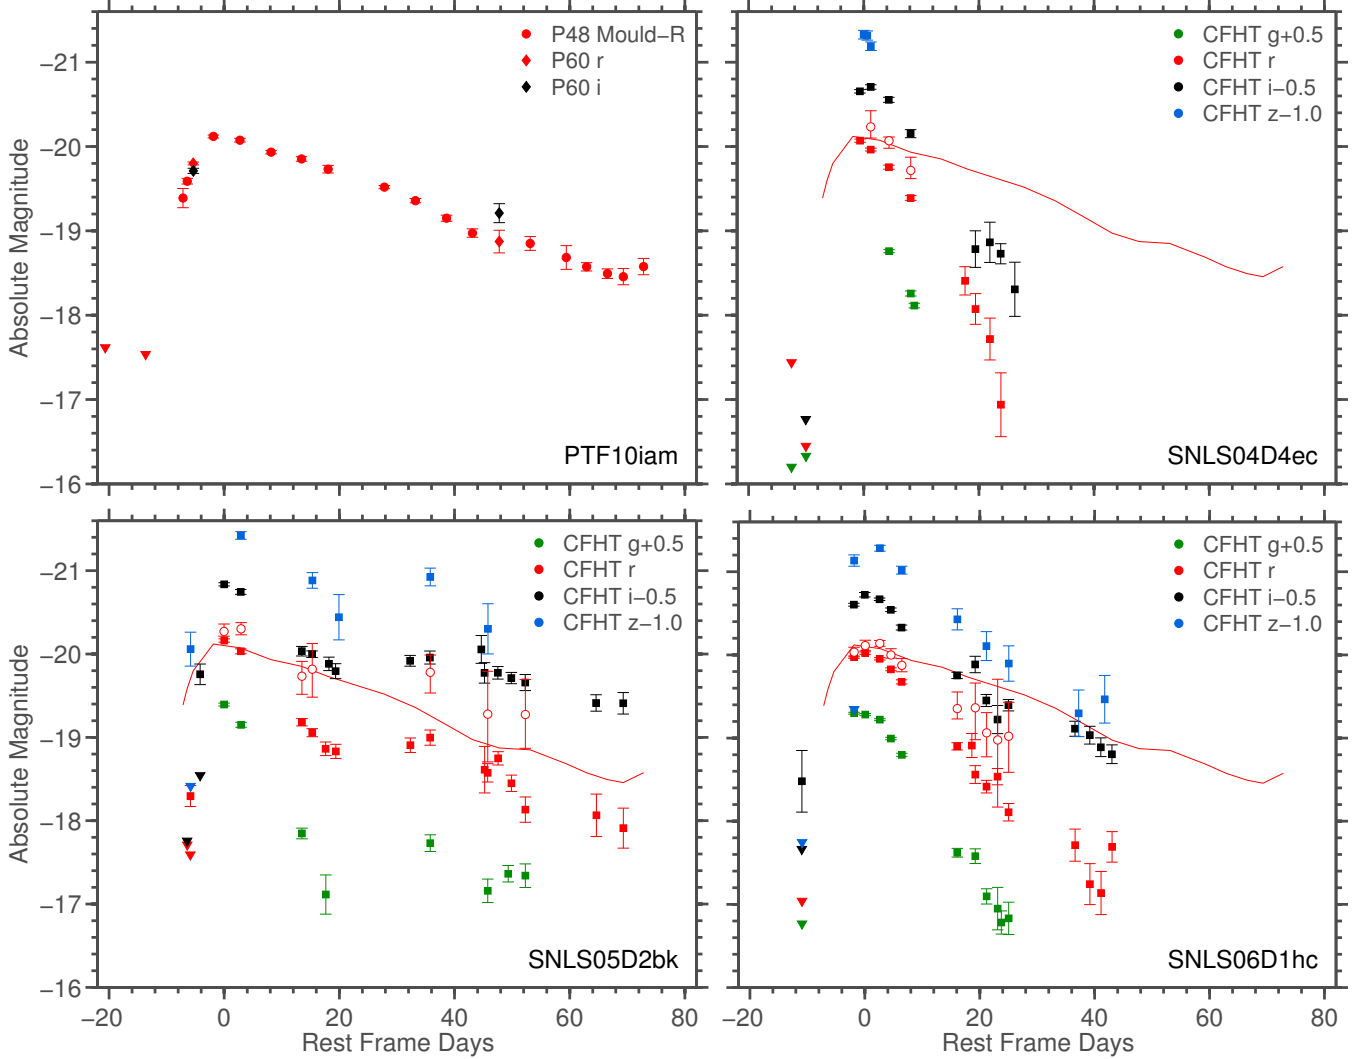 P48 Mould−R
P60 r
P60 i
−21
−20
−19
−18
−17
−16
Absolute Magnitude
PTF10iam
CFHT g+0.5
CFHT r
CFHT i−0.5
CFHT z−1.0
SNLS04D4ec
CFHT g+0.5
CFHT r
CFHT i−0.5
CFHT z−1.0
−21
−20
−19
−18
−17
−16
Absolute Magnitude
SNLS05D2bk
−20 0 20 40 60 80
Rest Frame Days
CFHT g+0.5
CFHT r
CFHT i−0.5
CFHT z−1.0
SNLS06D1hc
−20 0 20 40 60 80
Rest Frame Days